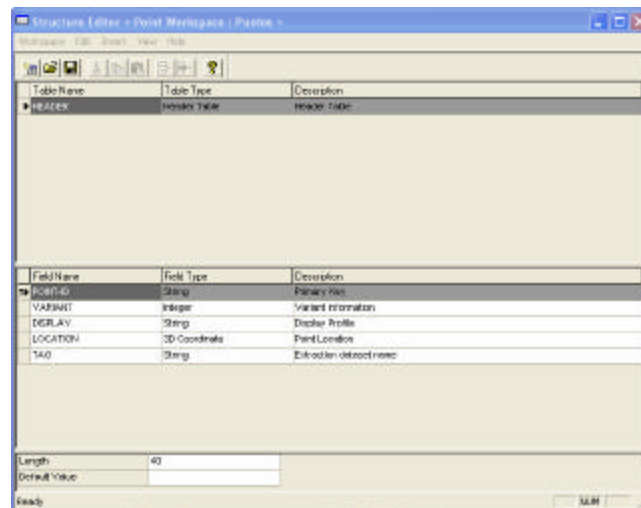 Structure Editor - Point Workspace : Puntos -
Workspace Edit Insert View Help
Table Name Table Type Description
HEADER Header Table Header Table
Field Name Field Type Description
POINT-ID String Primary Key
VARIANT Integer Variant information
DISPLAY String Display Profile
LOCATION 3D Coordinate Point Location
TAG String Extraction dataset name
Length 40
Default Value
Ready NUM